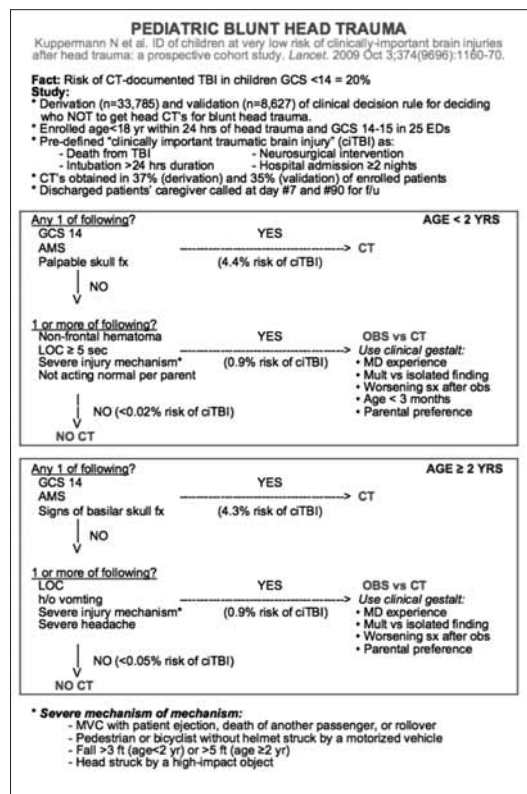 PEDIATRIC BLUNT HEAD TRAUMA
Kuppermann N et al. ID of children at very low risk of clinically-important brain injuries
after head trauma: a prospective cohort study. Lancet. 2009 Oct 3;374(9696):1160-70.
Fact: Risk of CT-documented TBI in children GCS <14 = 20%
Study:
* Derivation (n=33,785) and validation (n=8,627) of clinical decision rule for deciding
who NOT to get head CT's for blunt head trauma.
* Enrolled age<18 yr within 24 hrs of head trauma and GCS 14-15 in 25 EDs
* Pre-defined "clinically important traumatic brain injury" (ciTBI) as:
- Death from TBI - Neurosurgical intervention
- Intubation >24 hrs duration - Hospital admission ≥2 nights
* CT's obtained in 37% (derivation) and 35% (validation) of enrolled patients
* Discharged patients' caregiver called at day #7 and #90 for f/u
Any 1 of following? AGE < 2 YRS
GCS 14 YES
AMS CT
Palpable skull fx (4.4% risk of ciTBI)
NO
1 or more of following?
Non-frontal hematoma YES OBS vs CT
LOC ≥ 5 sec Use clinical gestalt:
Severe injury mechanism* (0.9% risk of ciTBI) • MD experience
Not acting normal per parent • Mult vs isolated finding
• Worsening sx after obs
• Age < 3 months
NO (<0.02% risk of ciTBI) • Parental preference
NO CT
Any 1 of following? AGE ≥ 2 YRS
GCS 14 YES
AMS CT
Signs of basilar skull fx (4.3% risk of ciTBI)
NO
1 or more of following?
LOC YES OBS vs CT
h/o vomting Use clinical gestalt:
Severe injury mechanism* (0.9% risk of ciTBI) • MD experience
Severe headache • Mult vs isolated finding
• Worsening sx after obs
• Parental preference
NO (<0.05% risk of ciTBI)
NO CT
* Severe mechanism of mechanism:
- MVC with patient ejection, death of another passenger, or rollover
- Pedestrian or bicyclist without helmet struck by a motorized vehicle
- Fall >3 ft (age<2 yr) or >5 ft (age ≥2 yr)
- Head struck by a high-impact object